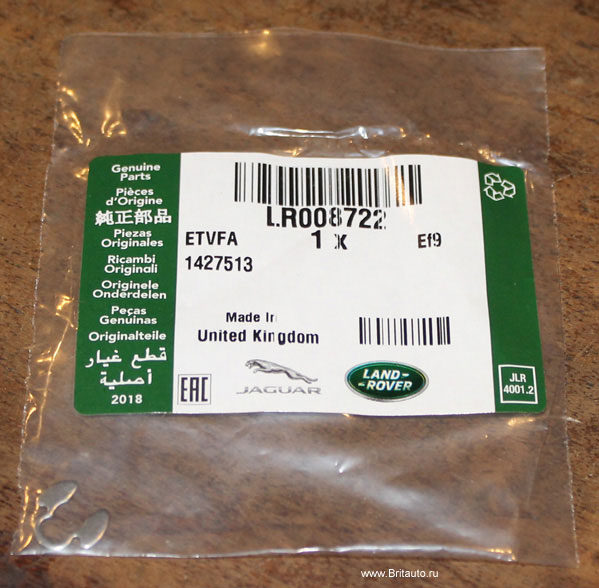 Genuine
Parts
Pièces
d'Origine
純正部品
Piezas
Originales
Ricambi
Originali
Originele
Onderdelen
Peças
Genuinas
Originalteile
قطع غيار
أصلية
2018
LR008722
1 x
ETVFA
Ef9
1427513
Made In
United Kingdom
EAC
JAGUAR
LAND-
-ROVER
JLR
4001.2
www.Britauto.ru